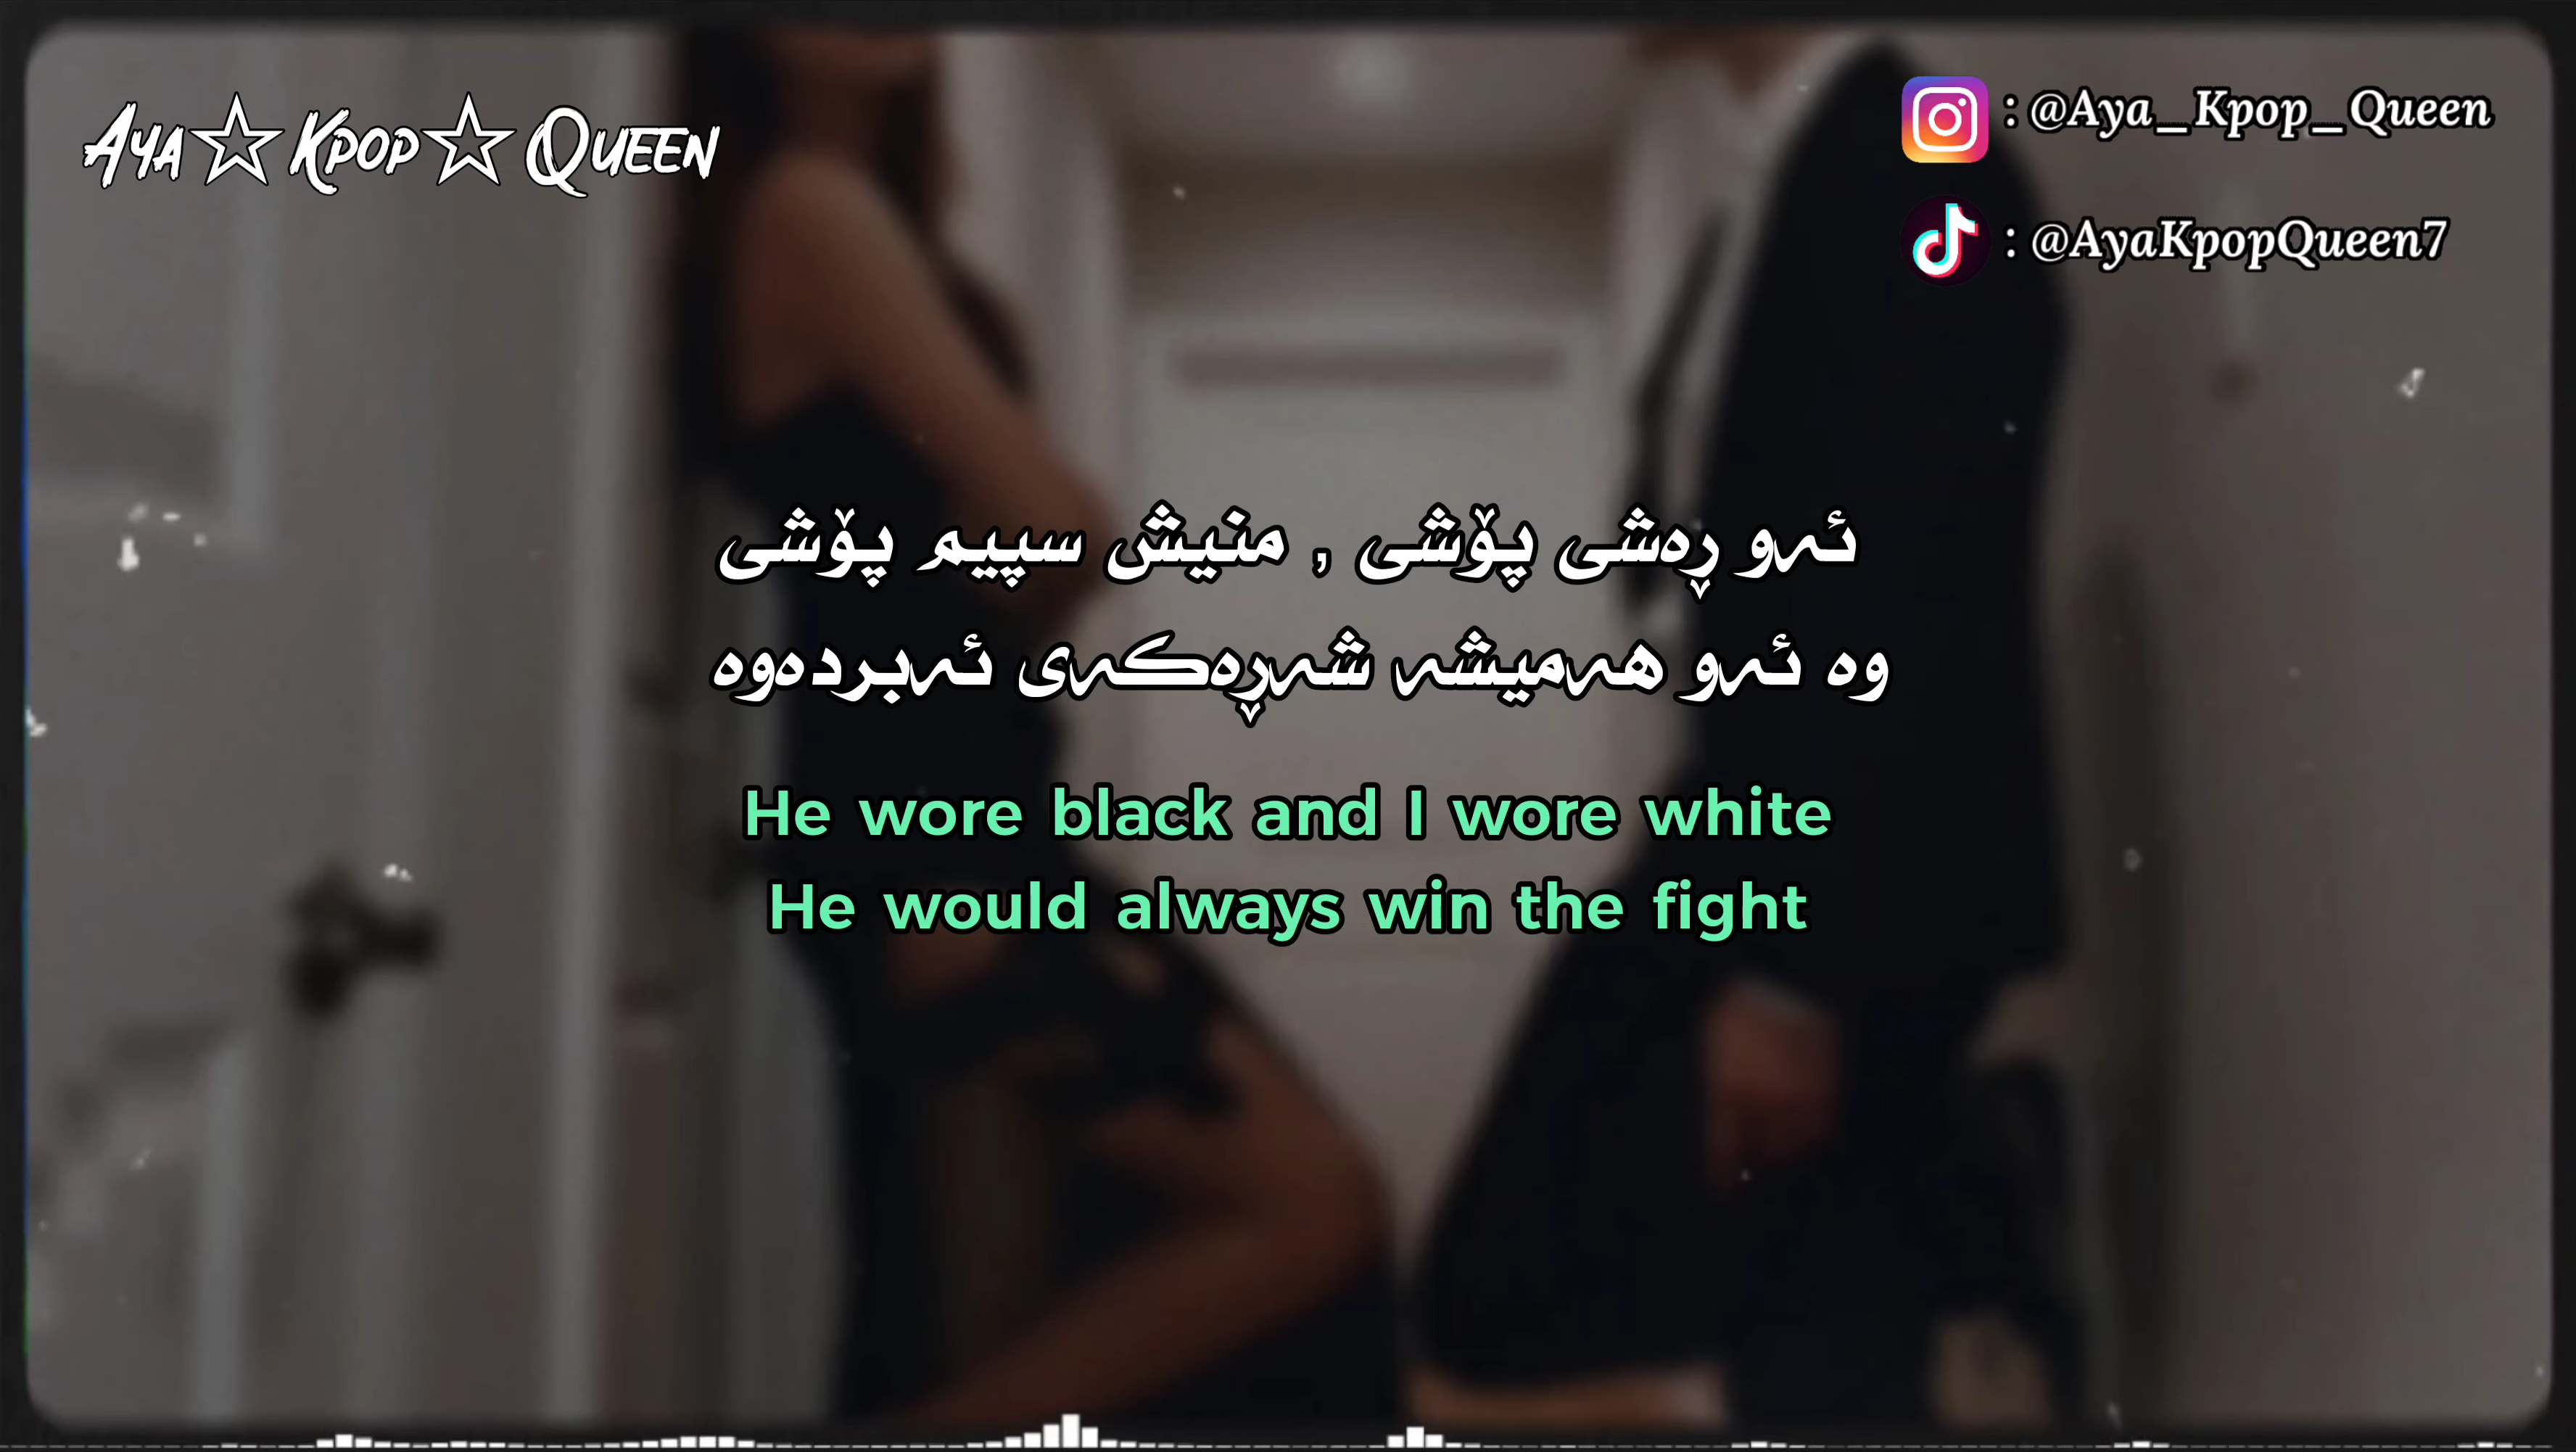 Aya☆Kpop☆Queen
: @Aya_Kpop_Queen
: @AyaKpopQueen7
ئەو ڕەشی پۆشی , منیش سپیم پۆشی
وە ئەو هەمیشە شەڕەکەی ئەبردەوە
He wore black and I wore white
He would always win the fight